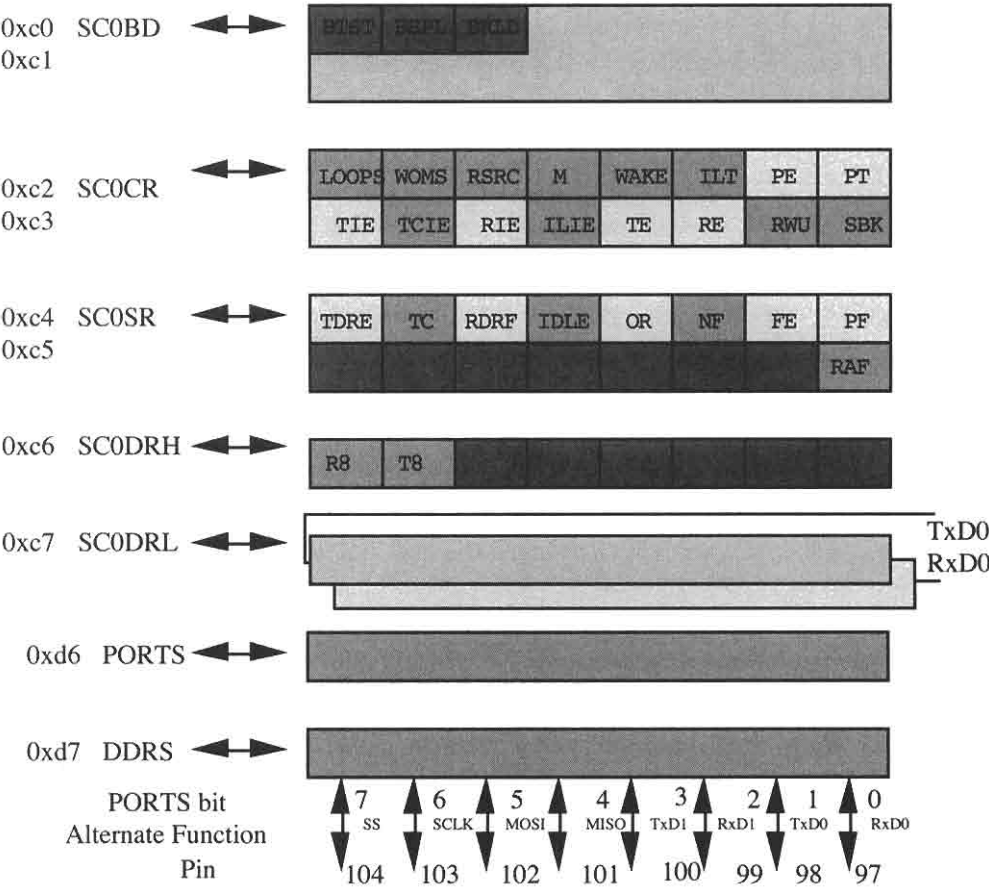 0xc0 SC0BD BTST BSPL BRLD
0xc1
0xc2 SC0CR LOOPS WOMS RSRC M WAKE ILT PE PT
0xc3 TIE TCIE RIE ILIE TE RE RWU SBK
0xc4 SC0SR TDRE TC RDRF IDLE OR NF FE PF
0xc5 RAF
0xc6 SC0DRH R8 T8
0xc7 SC0DRL TxD0
RxD0
0xd6 PORTS
0xd7 DDRS
PORTS bit 7 6 5 4 3 2 1 0
Alternate Function SS SCLK MOSI MISO TxD1 RxD1 TxD0 RxD0
Pin 104 103 102 101 100 99 98 97